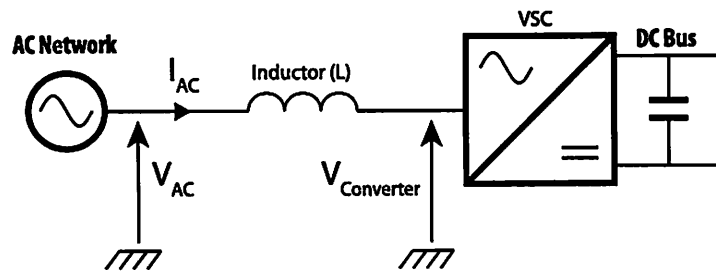 VSC
AC Network
DC Bus
I_AC
Inductor (L)
V_AC
V_Converter